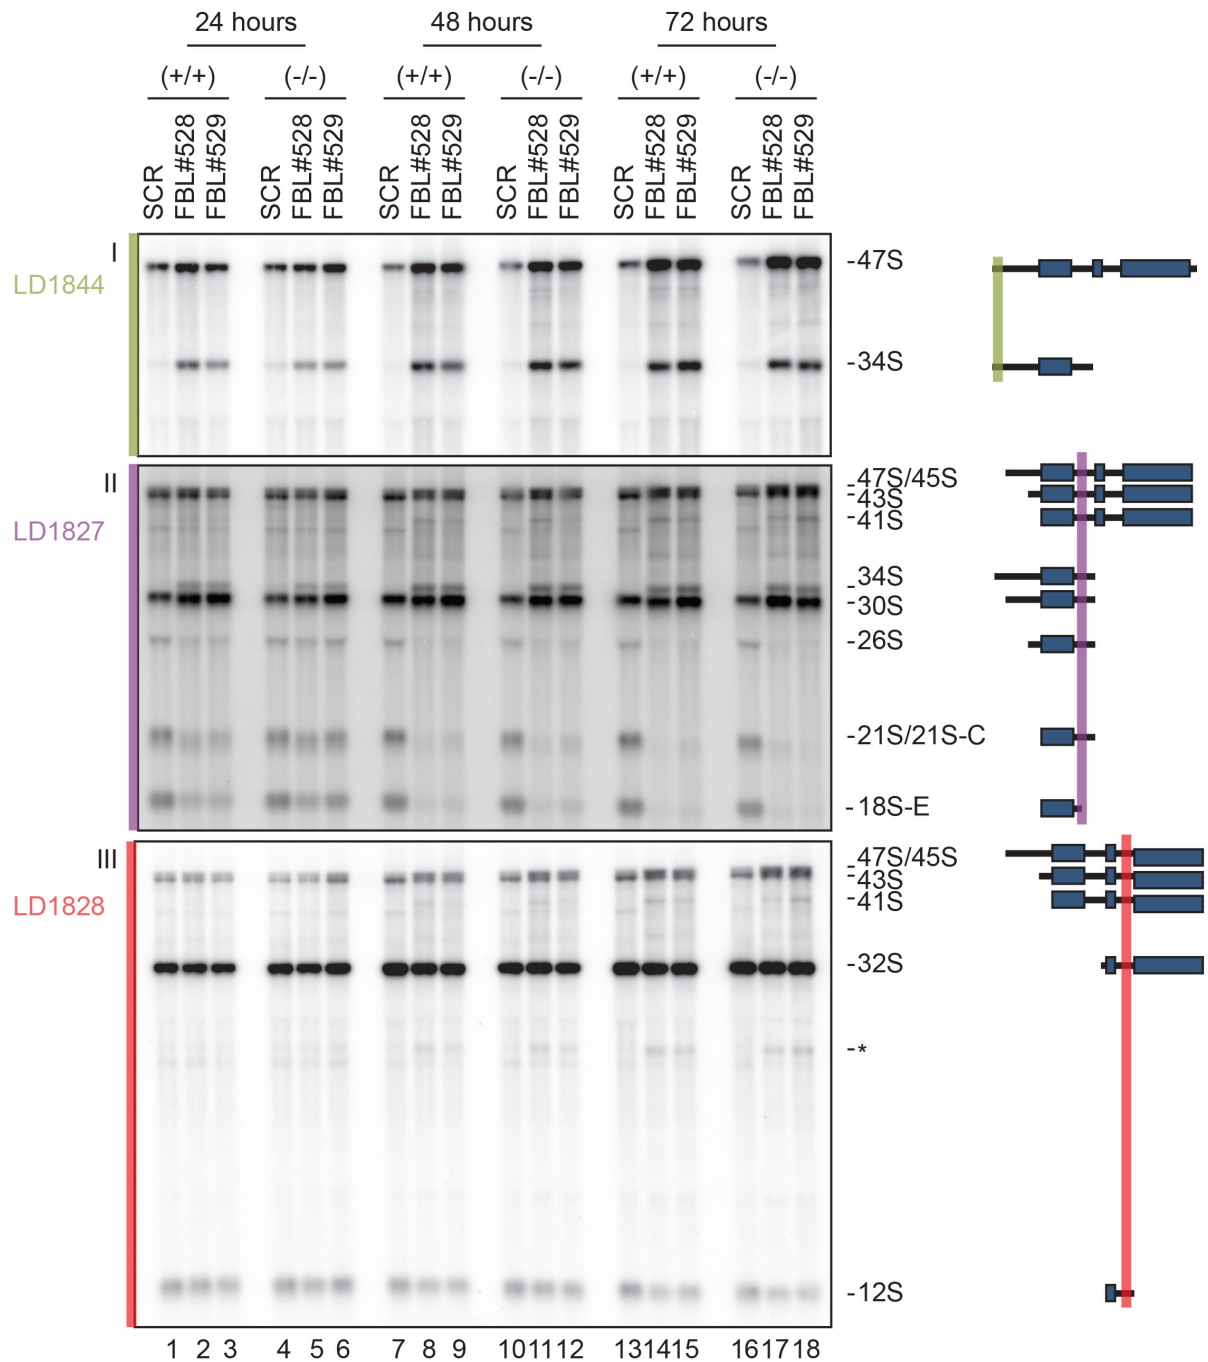 24 hours 48 hours 72 hours
(+/+) (-/-) (+/+) (-/-) (+/+) (-/-)
SCR FBL#528 FBL#529 SCR FBL#528 FBL#529 SCR FBL#528 FBL#529 SCR FBL#528 FBL#529 SCR FBL#528 FBL#529 SCR FBL#528 FBL#529
I
LD1844
-47S
-34S
II
LD1827
-47S/45S
-43S
-41S
-34S
-30S
-26S
-21S/21S-C
-18S-E
III
LD1828
-47S/45S
-43S
-41S
-32S
-*
-12S
1 2 3 4 5 6 7 8 9 10 11 12 13 14 15 16 17 18